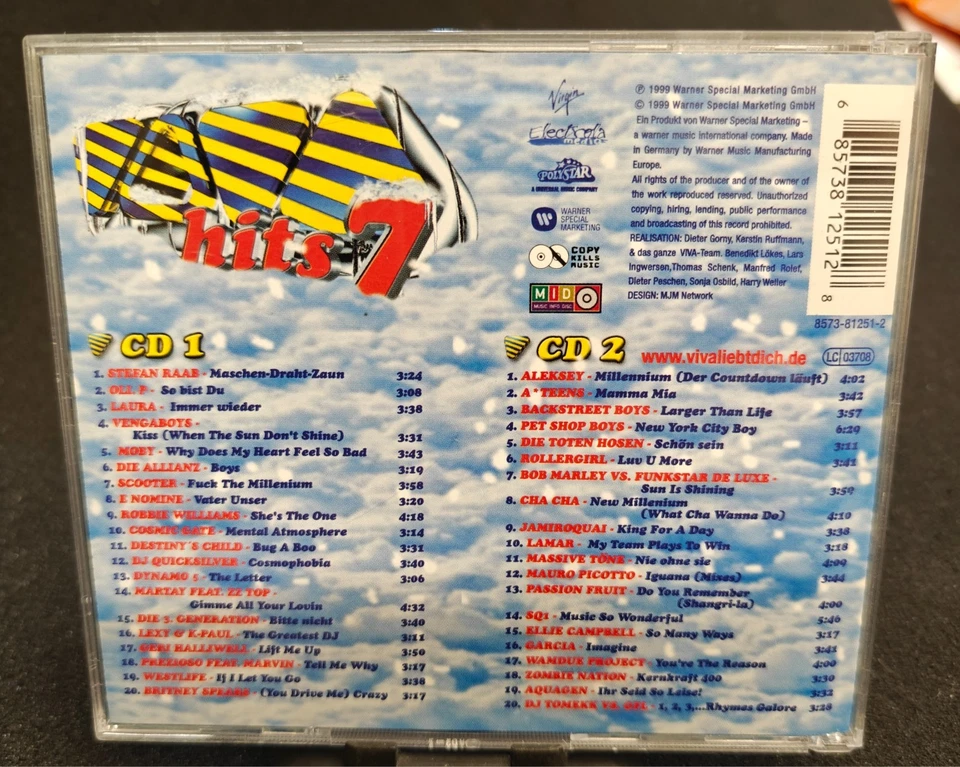 VIVA
hits 7
Virgin
Electrola
media
POLYSTAR
A UNIVERSAL MUSIC COMPANY
WARNER
SPECIAL
MARKETING
COPY
KILLS
MUSIC
MID
MUSIC INFO DISC
℗ 1999 Warner Special Marketing GmbH
© 1999 Warner Special Marketing GmbH
Ein Produkt von Warner Special Marketing –
a warner music international company. Made
in Germany by Warner Music Manufacturing
Europe.
All rights of the producer and of the owner of
the work reproduced reserved. Unauthorized
copying, hiring, lending, public performance
and broadcasting of this record prohibited.
REALISATION: Dieter Gorny, Kerstin Ruffmann,
& das ganze VIVA-Team. Benedikt Lökes, Lars
Ingwersen,Thomas Schenk, Manfred Rolef,
Dieter Peschen, Sonja Osbild, Harry Weller
DESIGN: MJM Network
6 85738 12512 8
8573-81251-2
CD 1
1. STEFAN RAAB - Maschen-Draht-Zaun 3:24
2. OLI. P - So bist Du 3:08
3. LAURA - Immer wieder 3:38
4. VENGABOYS -
Kiss (When The Sun Don't Shine) 3:31
5. MOBY - Why Does My Heart Feel So Bad 3:43
6. DIE ALLIANZ - Boys 3:19
7. SCOOTER - Fuck The Millenium 3:58
8. E NOMINE - Vater Unser 3:20
9. ROBBIE WILLIAMS - She's The One 4:18
10. COSMIC GATE - Mental Atmosphere 3:14
11. DESTINY´S CHILD - Bug A Boo 3:31
12. DJ QUICKSILVER - Cosmophobia 3:40
13. DYNAMO 5 - The Letter 3:06
14. MARTAY FEAT. ZZ TOP -
Gimme All Your Lovin 4:32
15. DIE 3. GENERATION - Bitte nicht 3:40
16. LEXY & K-PAUL - The Greatest DJ 3:11
17. GERI HALLIWELL - Lift Me Up 3:50
18. PREZIOSO FEAT. MARVIN - Tell Me Why 3:17
19. WESTLIFE - If I Let You Go 3:38
20. BRITNEY SPEARS - (You Drive Me) Crazy 3:17
CD 2
www.vivaliebtdich.de
LC 03708
1. ALEKSEY - Millennium (Der Countdown läuft) 4:02
2. A*TEENS - Mamma Mia 3:42
3. BACKSTREET BOYS - Larger Than Life 3:57
4. PET SHOP BOYS - New York City Boy 6:29
5. DIE TOTEN HOSEN - Schön sein 3:11
6. ROLLERGIRL - Luv U More 3:41
7. BOB MARLEY VS. FUNKSTAR DE LUXE -
Sun Is Shining 3:59
8. CHA CHA - New Millenium
(What Cha Wanna Do) 4:10
9. JAMIROQUAI - King For A Day 3:38
10. LAMAR - My Team Plays To Win 3:18
11. MASSIVE TÖNE - Nie ohne sie 4:09
12. MAURO PICOTTO - Iguana (Mixes) 3:44
13. PASSION FRUIT - Do You Remember
(Shangri-la) 4:00
14. SQ1 - Music So Wonderful 5:46
15. ELLIE CAMPBELL - So Many Ways 3:17
16. GARCIA - Imagine 3:41
17. WAMDUE PROJECT - You're The Reason 4:00
18. ZOMBIE NATION - Kernkraft 400 3:30
19. AQUAGEN - Ihr Seid So Leise! 3:32
20. DJ TOMEKK VS. GZL - 1, 2, 3,...Rhymes Galore 3:28